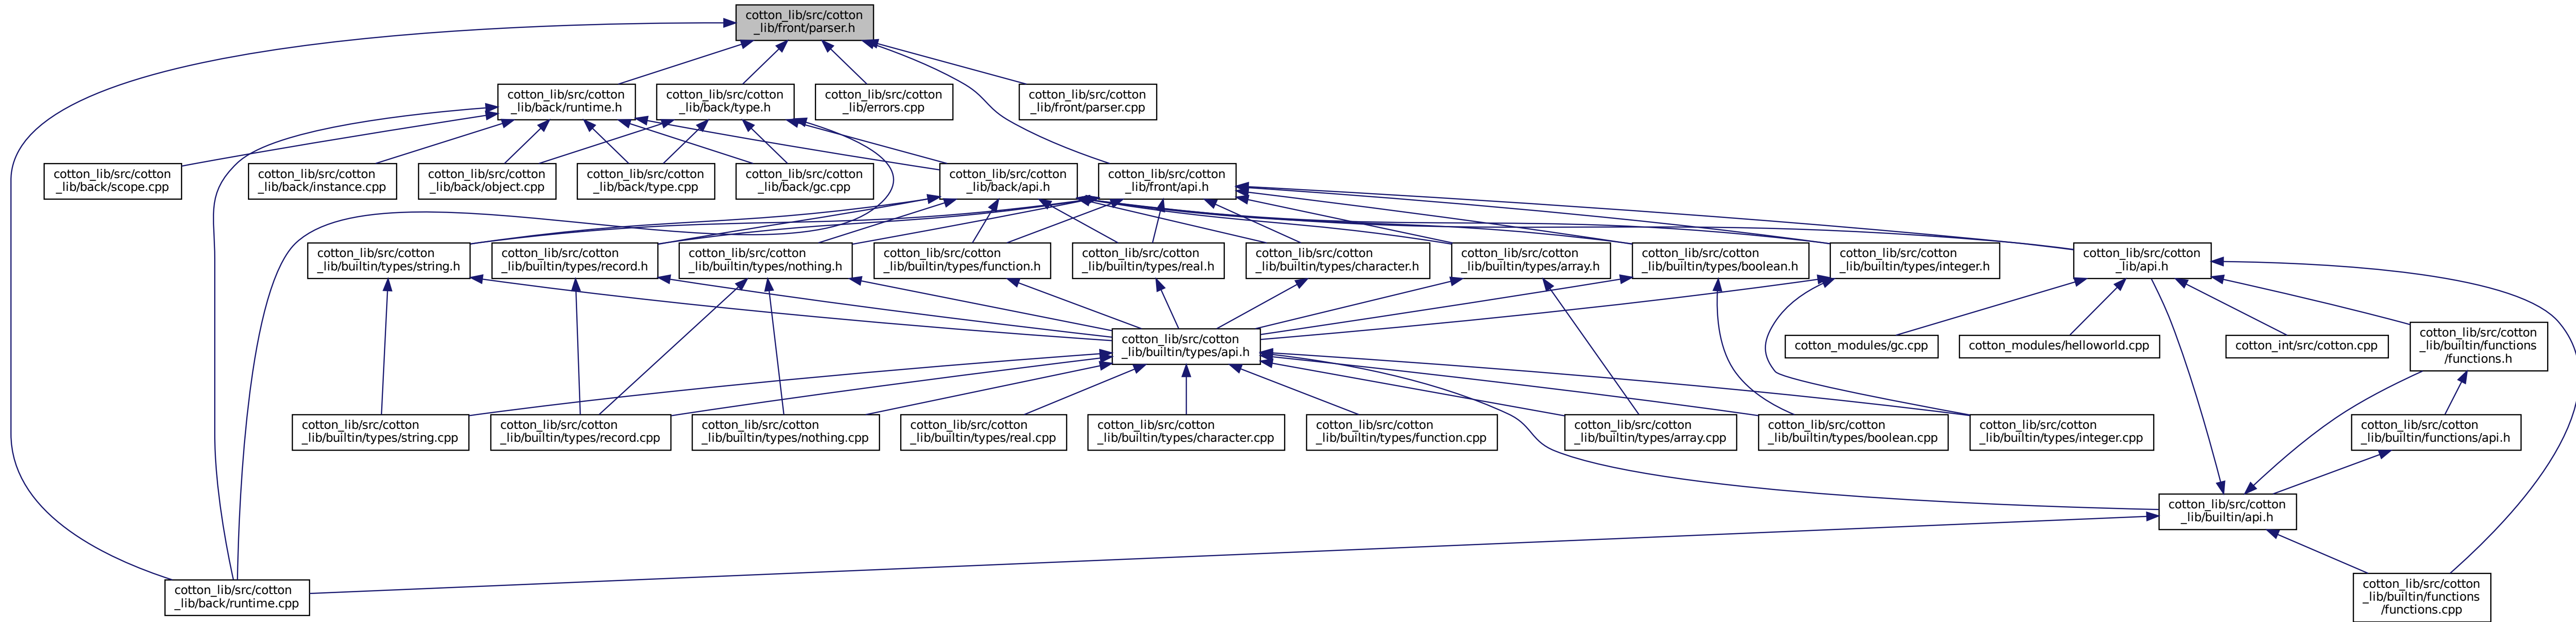 cotton_lib/src/cotton
_lib/front/parser.h
cotton_lib/src/cotton
_lib/back/runtime.h
cotton_lib/src/cotton
_lib/back/type.h
cotton_lib/src/cotton
_lib/errors.cpp
cotton_lib/src/cotton
_lib/front/parser.cpp
cotton_lib/src/cotton
_lib/back/scope.cpp
cotton_lib/src/cotton
_lib/back/instance.cpp
cotton_lib/src/cotton
_lib/back/object.cpp
cotton_lib/src/cotton
_lib/back/type.cpp
cotton_lib/src/cotton
_lib/back/gc.cpp
cotton_lib/src/cotton
_lib/back/api.h
cotton_lib/src/cotton
_lib/front/api.h
cotton_lib/src/cotton
_lib/builtin/types/string.h
cotton_lib/src/cotton
_lib/builtin/types/record.h
cotton_lib/src/cotton
_lib/builtin/types/nothing.h
cotton_lib/src/cotton
_lib/builtin/types/function.h
cotton_lib/src/cotton
_lib/builtin/types/real.h
cotton_lib/src/cotton
_lib/builtin/types/character.h
cotton_lib/src/cotton
_lib/builtin/types/array.h
cotton_lib/src/cotton
_lib/builtin/types/boolean.h
cotton_lib/src/cotton
_lib/builtin/types/integer.h
cotton_lib/src/cotton
_lib/api.h
cotton_lib/src/cotton
_lib/builtin/types/api.h
cotton_modules/gc.cpp
cotton_modules/helloworld.cpp
cotton_int/src/cotton.cpp
cotton_lib/src/cotton
_lib/builtin/functions
/functions.h
cotton_lib/src/cotton
_lib/builtin/types/string.cpp
cotton_lib/src/cotton
_lib/builtin/types/record.cpp
cotton_lib/src/cotton
_lib/builtin/types/nothing.cpp
cotton_lib/src/cotton
_lib/builtin/types/real.cpp
cotton_lib/src/cotton
_lib/builtin/types/character.cpp
cotton_lib/src/cotton
_lib/builtin/types/function.cpp
cotton_lib/src/cotton
_lib/builtin/types/array.cpp
cotton_lib/src/cotton
_lib/builtin/types/boolean.cpp
cotton_lib/src/cotton
_lib/builtin/types/integer.cpp
cotton_lib/src/cotton
_lib/builtin/functions/api.h
cotton_lib/src/cotton
_lib/builtin/api.h
cotton_lib/src/cotton
_lib/back/runtime.cpp
cotton_lib/src/cotton
_lib/builtin/functions
/functions.cpp